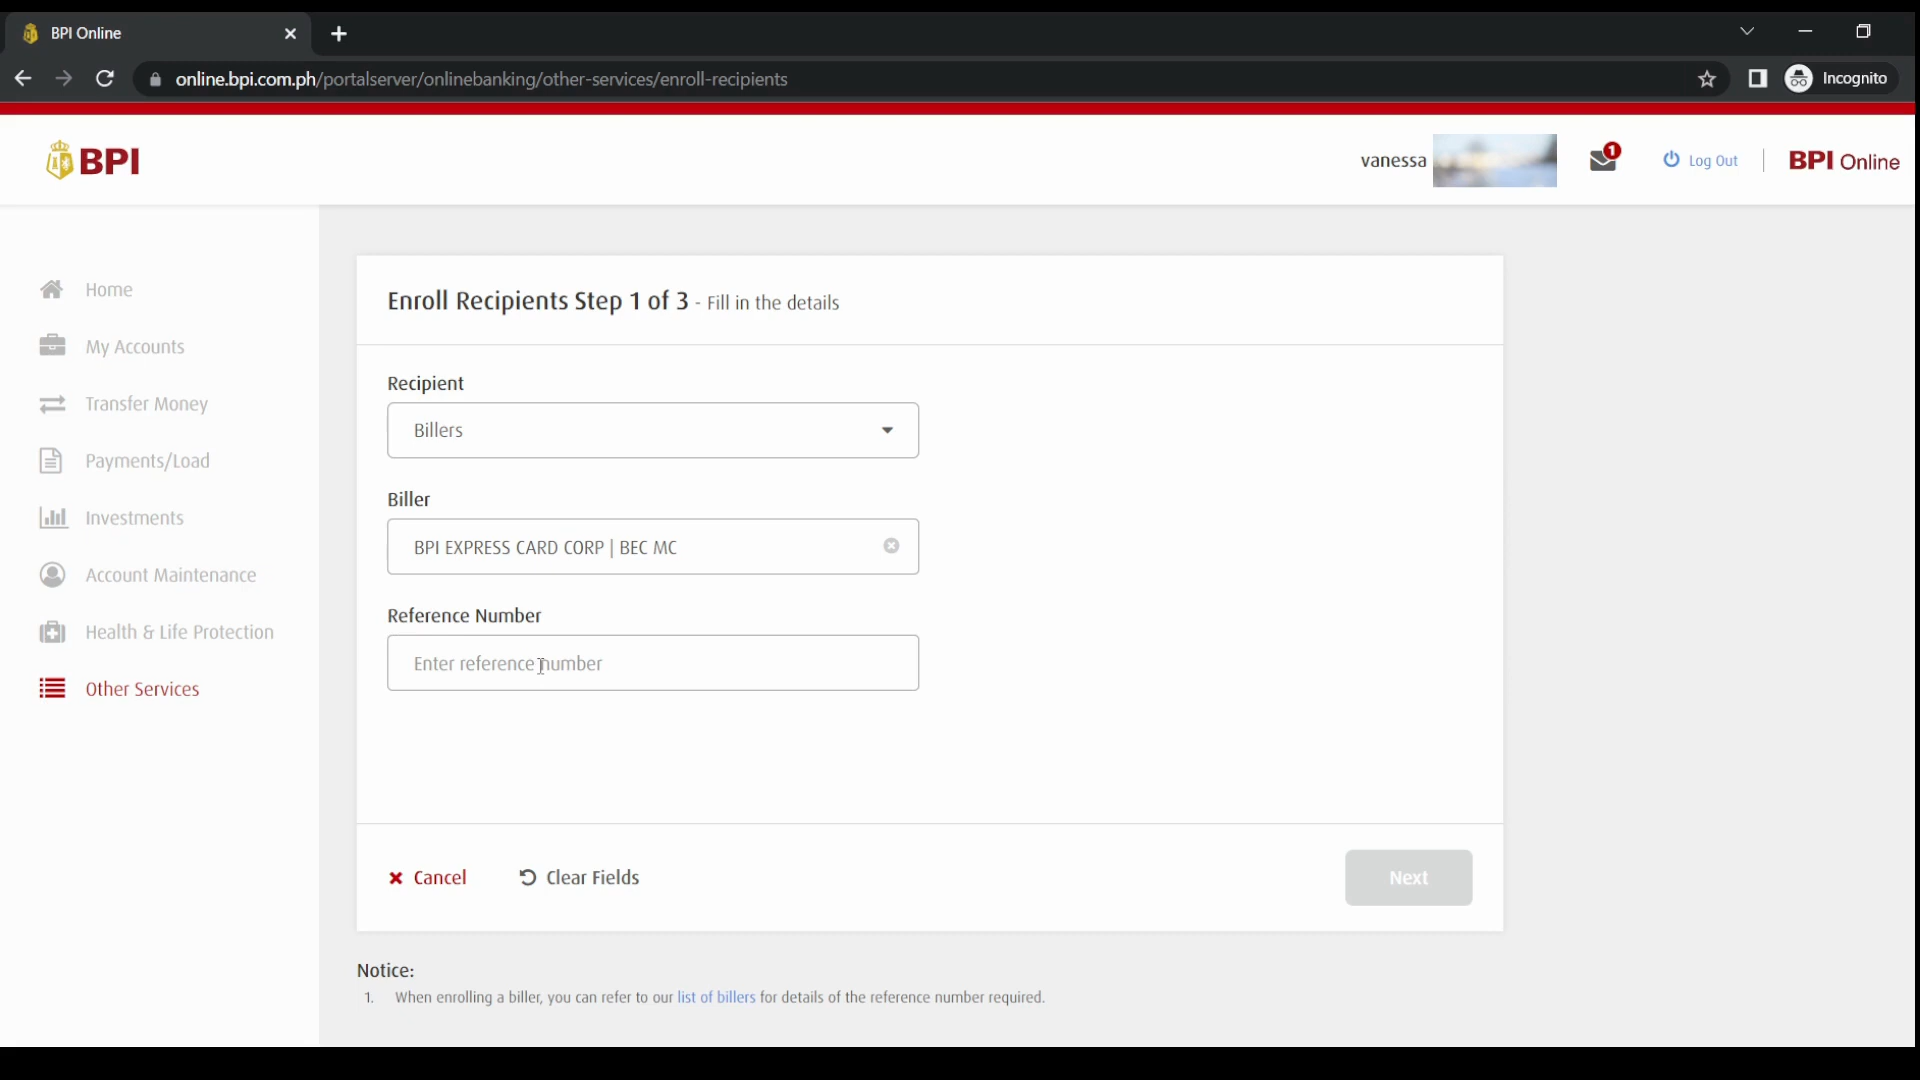 BPI Online
online.bpi.com.ph/portalserver/onlinebanking/other-services/enroll-recipients
Incognito
BPI
vanessa
1
Log Out
BPI Online
Home
My Accounts
Transfer Money
Payments/Load
Investments
Account Maintenance
Health & Life Protection
Other Services
Enroll Recipients Step 1 of 3 - Fill in the details
Recipient
Billers
Biller
BPI EXPRESS CARD CORP | BEC MC
Reference Number
Enter reference number
Cancel
Clear Fields
Next
Notice:
1. When enrolling a biller, you can refer to our list of billers for details of the reference number required.